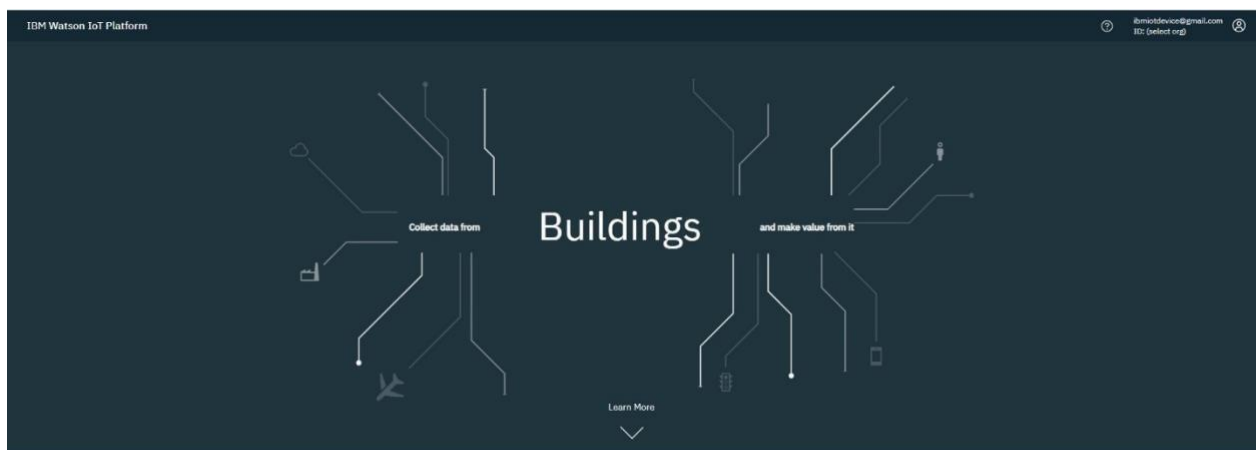 IBM Watson IoT Platform
ibmiotdevice@gmail.com
ID: (select org)
Collect data from Buildings and make value from it
Learn More